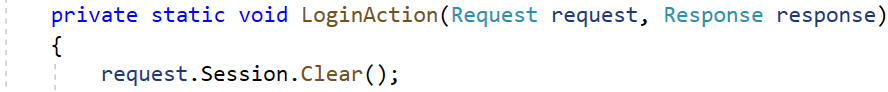 private static void LoginAction(Request request, Response response)
{
request.Session.Clear();